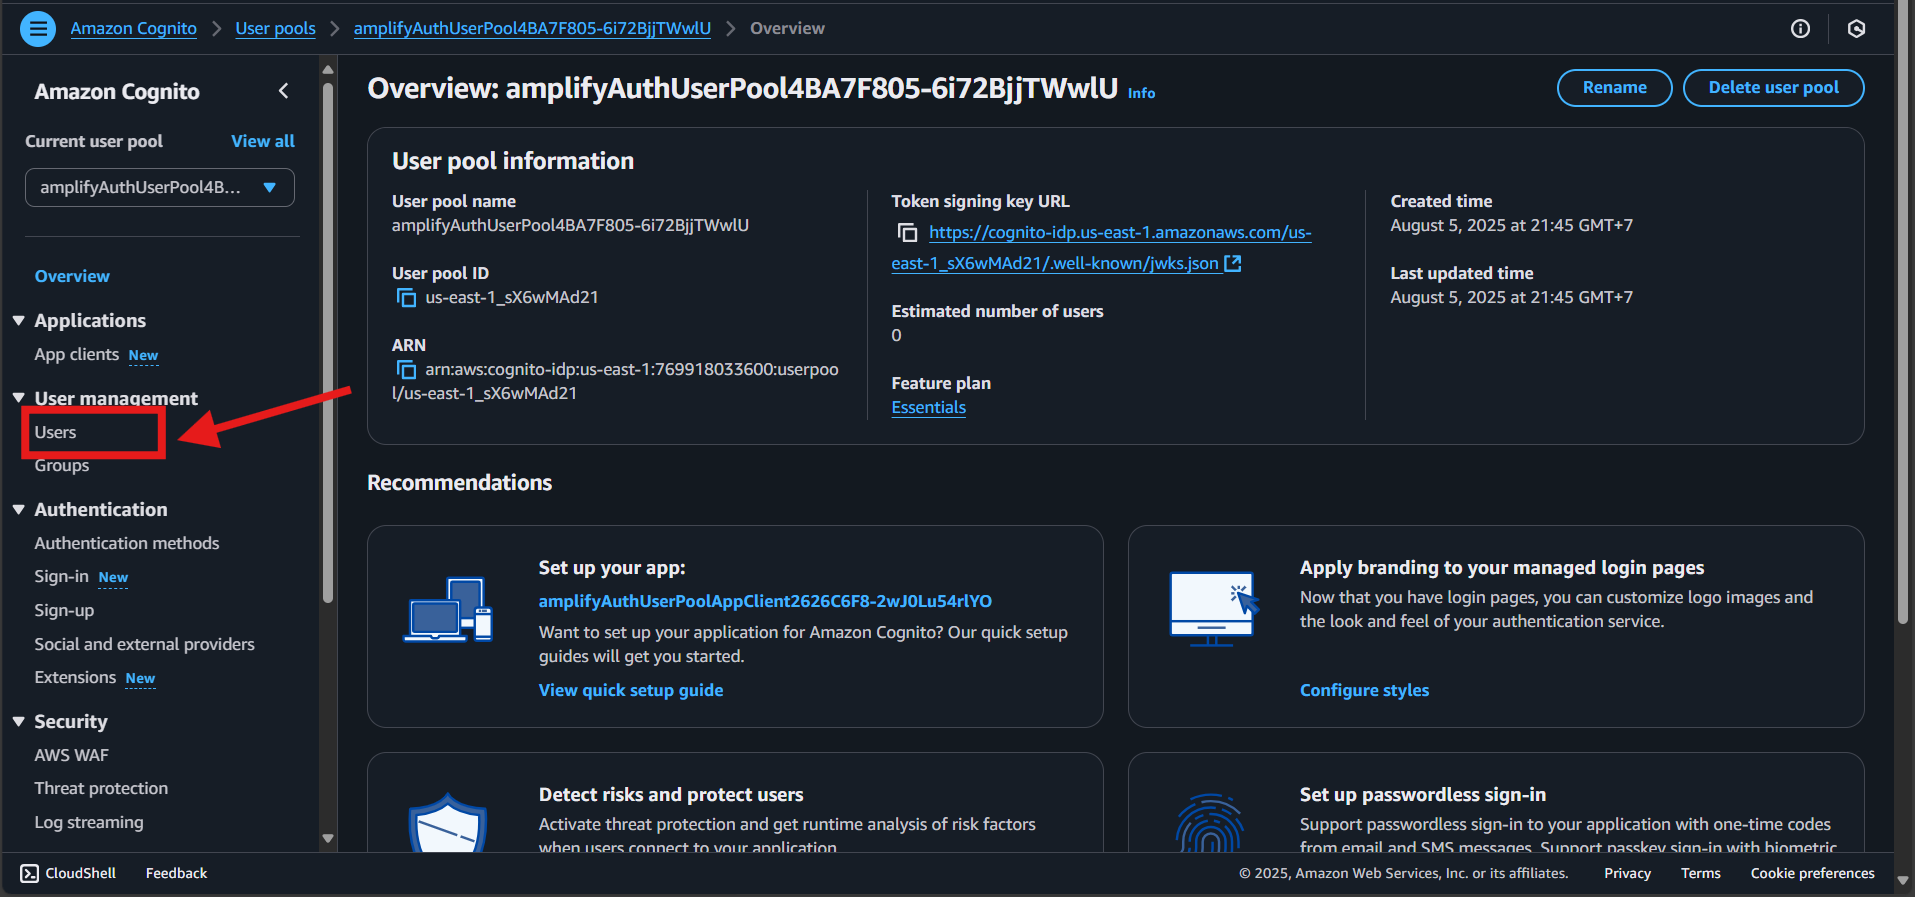 Amazon Cognito > User pools > amplifyAuthUserPool4BA7F805-6i72BjjTWwlU > Overview
Amazon Cognito
Current user pool View all
amplifyAuthUserPool4B...
Overview
Applications
App clients New
User management
Users
Groups
Authentication
Authentication methods
Sign-in New
Sign-up
Social and external providers
Extensions New
Security
AWS WAF
Threat protection
Log streaming
Overview: amplifyAuthUserPool4BA7F805-6i72BjjTWwlU Info
Rename
Delete user pool
User pool information
User pool name
amplifyAuthUserPool4BA7F805-6i72BjjTWwlU
User pool ID
us-east-1_sX6wMAd21
ARN
arn:aws:cognito-idp:us-east-1:769918033600:userpoo
l/us-east-1_sX6wMAd21
Token signing key URL
https://cognito-idp.us-east-1.amazonaws.com/us-
east-1_sX6wMAd21/.well-known/jwks.json
Estimated number of users
0
Feature plan
Essentials
Created time
August 5, 2025 at 21:45 GMT+7
Last updated time
August 5, 2025 at 21:45 GMT+7
Recommendations
Set up your app:
amplifyAuthUserPoolAppClient2626C6F8-2wJ0Lu54rlYO
Want to set up your application for Amazon Cognito? Our quick setup
guides will get you started.
View quick setup guide
Apply branding to your managed login pages
Now that you have login pages, you can customize logo images and
the look and feel of your authentication service.
Configure styles
Detect risks and protect users
Activate threat protection and get runtime analysis of risk factors
when users connect to your application.
Set up passwordless sign-in
Support passwordless sign-in to your application with one-time codes
from email and SMS messages. Support passkey sign-in with biometric
CloudShell
Feedback
© 2025, Amazon Web Services, Inc. or its affiliates.
Privacy
Terms
Cookie preferences